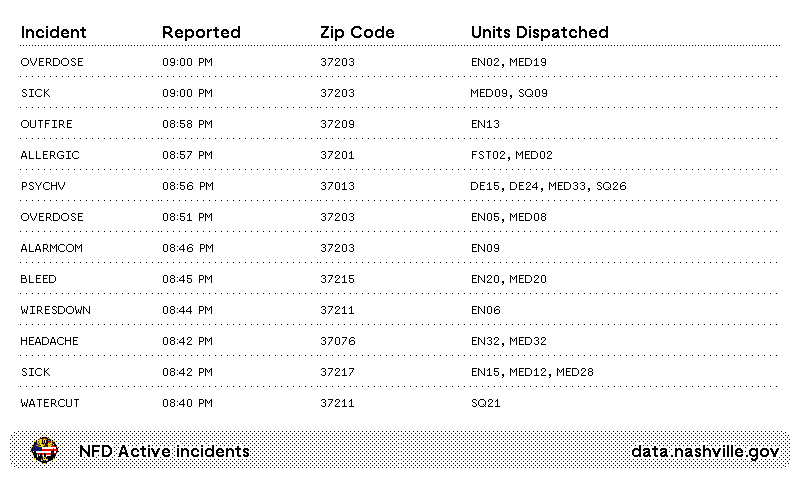 Incident Reported Zip Code Units Dispatched
OVERDOSE 09:00 PM 37203 EN02, MED19
SICK 09:00 PM 37203 MED09, SQ09
OUTFIRE 08:58 PM 37209 EN13
ALLERGIC 08:57 PM 37201 FST02, MED02
PSYCHV 08:56 PM 37013 DE15, DE24, MED33, SQ26
OVERDOSE 08:51 PM 37203 EN05, MED08
ALARMCOM 08:46 PM 37203 EN09
BLEED 08:45 PM 37215 EN20, MED20
WIRESDOWN 08:44 PM 37211 EN06
HEADACHE 08:42 PM 37076 EN32, MED32
SICK 08:42 PM 37217 EN15, MED12, MED28
WATERCUT 08:40 PM 37211 SQ21
NFD Active incidents data.nashville.gov